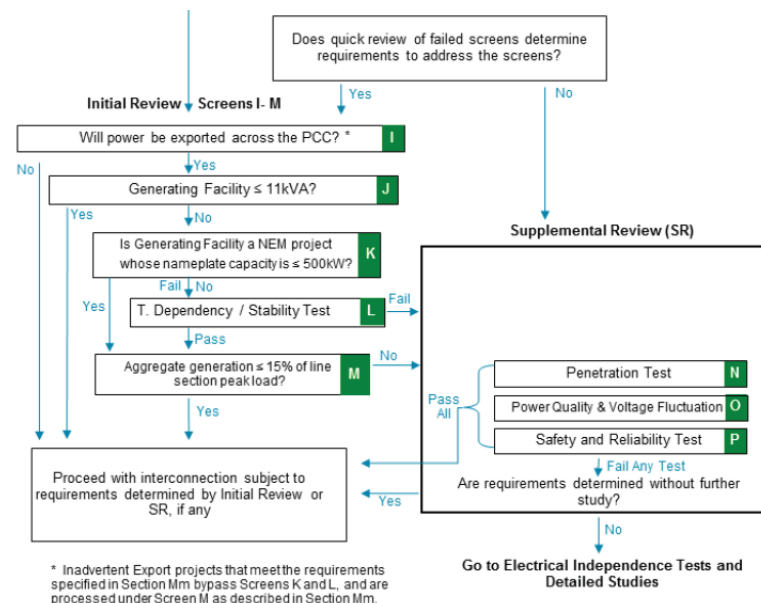 Does quick review of failed screens determine
requirements to address the screens?
Yes
No
Initial Review - Screens I- M
Will power be exported across the PCC? *
I
No
Yes
Generating Facility ≤ 11kVA?
J
Yes
No
Supplemental Review (SR)
Is Generating Facility a NEM project
whose nameplate capacity is ≤ 500kW?
K
Fail
No
Yes
T. Dependency / Stability Test
L
Fail
Pass
Aggregate generation ≤ 15% of line
section peak load?
M
No
Penetration Test
N
Pass
All
Power Quality & Voltage Fluctuation
O
Yes
Safety and Reliability Test
P
Fail Any Test
Proceed with interconnection subject to
requirements determined by Initial Review or
SR, if any
Yes
Are requirements determined without further
study?
No
Go to Electrical Independence Tests and
Detailed Studies
* Inadvertent Export projects that meet the requirements
specified in Section Mm bypass Screens K and L, and are
processed under Screen M as described in Section Mm.